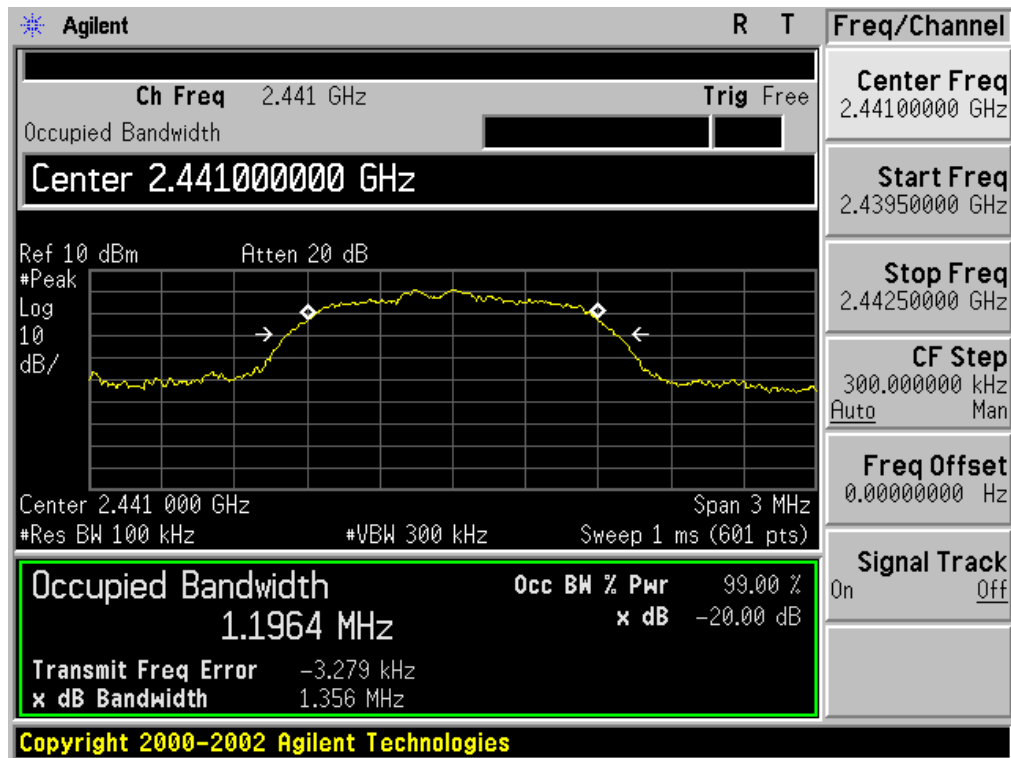 Agilent R T
Ch Freq 2.441 GHz Trig Free
Occupied Bandwidth
Center 2.441000000 GHz
Ref 10 dBm Atten 20 dB
#Peak
Log
10
dB/
Center 2.441 000 GHz Span 3 MHz
#Res BW 100 kHz #VBW 300 kHz Sweep 1 ms (601 pts)
Occupied Bandwidth
1.1964 MHz
Occ BW % Pwr 99.00 %
x dB -20.00 dB
Transmit Freq Error -3.279 kHz
x dB Bandwidth 1.356 MHz
Copyright 2000-2002 Agilent Technologies
Freq/Channel
Center Freq
2.44100000 GHz
Start Freq
2.43950000 GHz
Stop Freq
2.44250000 GHz
CF Step
300.000000 kHz
Auto Man
Freq Offset
0.00000000 Hz
Signal Track
On Off